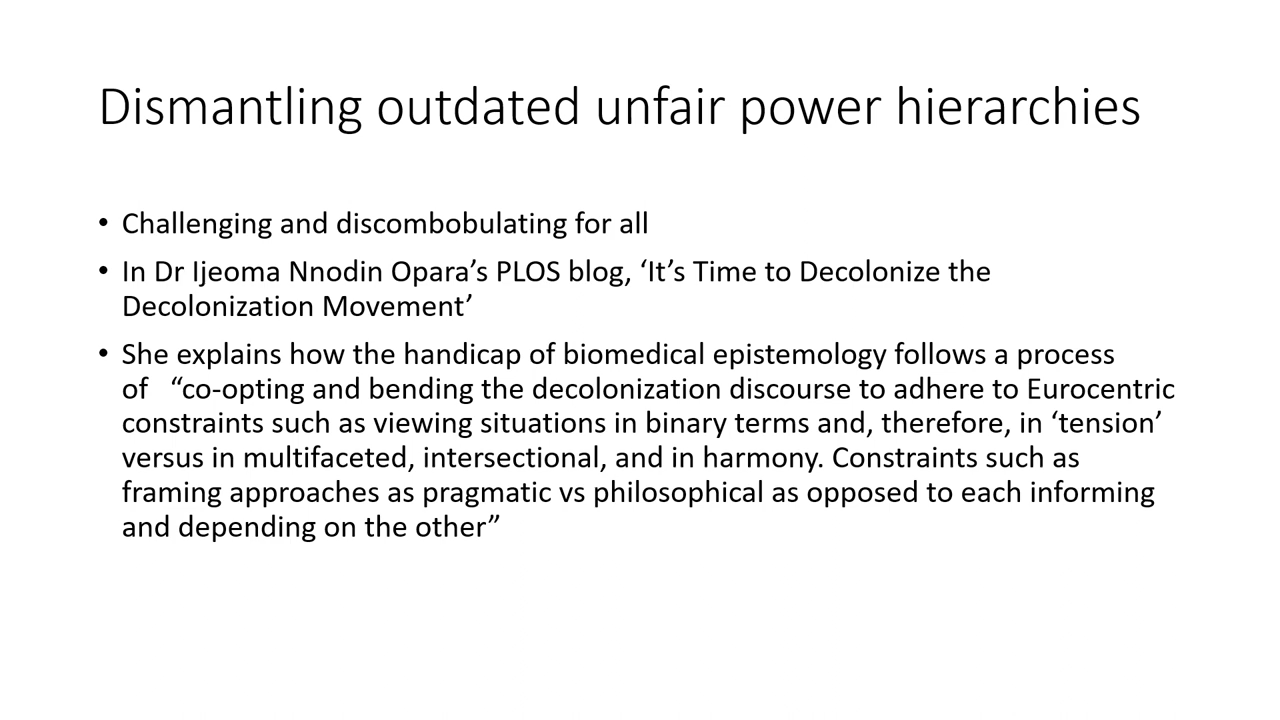 Dismantling outdated unfair power hierarchies
• Challenging and discombobulating for all
• In Dr Ijeoma Nnodin Opara’s PLOS blog, ‘It’s Time to Decolonize the
Decolonization Movement’
• She explains how the handicap of biomedical epistemology follows a process
of “co-opting and bending the decolonization discourse to adhere to Eurocentric
constraints such as viewing situations in binary terms and, therefore, in ‘tension’
versus in multifaceted, intersectional, and in harmony. Constraints such as
framing approaches as pragmatic vs philosophical as opposed to each informing
and depending on the other”